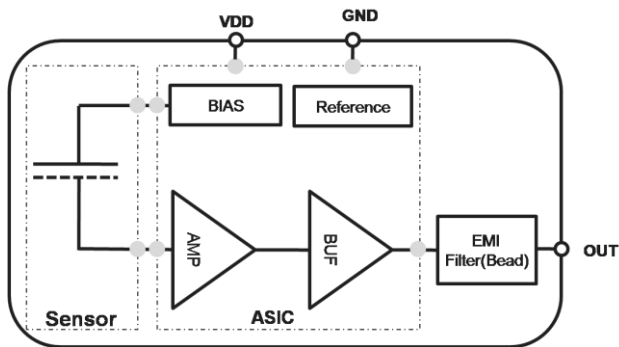 VDD
GND
BIAS
Reference
AMP
BUF
EMI
Filter(Bead)
OUT
Sensor
ASIC